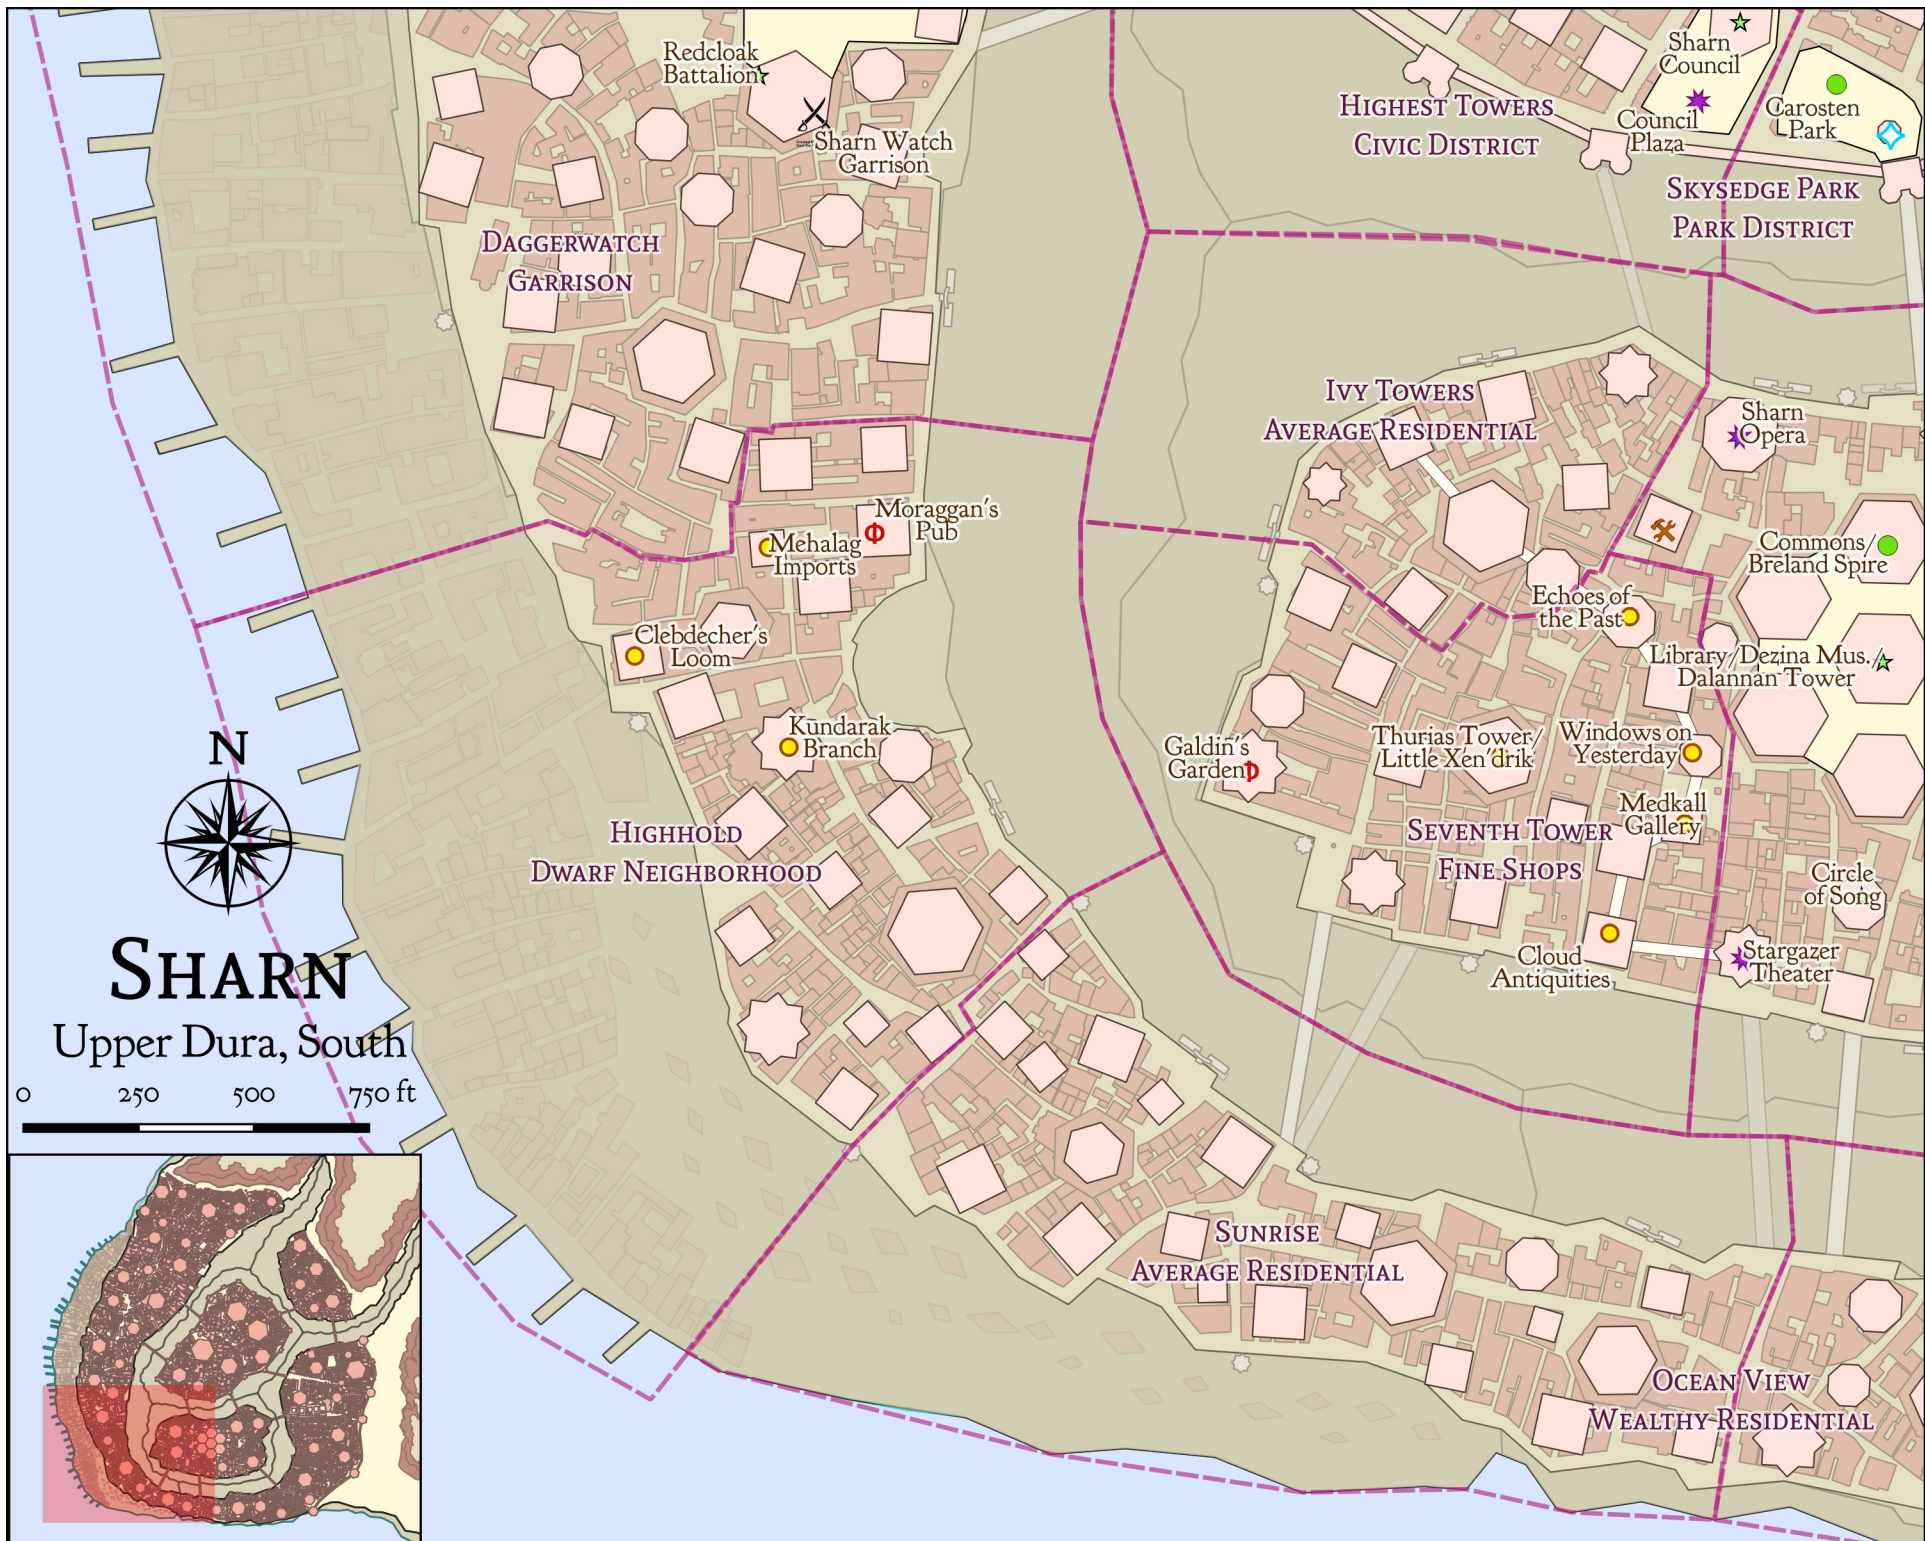 Redcloak
Battalion
Sharn Watch
Garrison
Sharn
Council
Council
Plaza
Carosten
Park
Highest Towers
Civic District
Skysedge Park
Park District
Daggerwatch
Garrison
Ivy Towers
Average Residential
Sharn
Opera
Moraggan's
Pub
Mehalag
Imports
Commons/
Breland Spire
Echoes of
the Past
Clebdecher's
Loom
Library/Dezina Mus./
Dalannan Tower
Kundarak
Branch
Galdin's
Garden
Thurias Tower/
Little Xen'drik
Windows on
Yesterday
Medkall
Gallery
Highhold
Dwarf Neighborhood
Seventh Tower
Fine Shops
Circle
of Song
Cloud
Antiquities
Stargazer
Theater
N
Sharn
Upper Dura, South
0 250 500 750 ft
Sunrise
Average Residential
Ocean View
Wealthy Residential